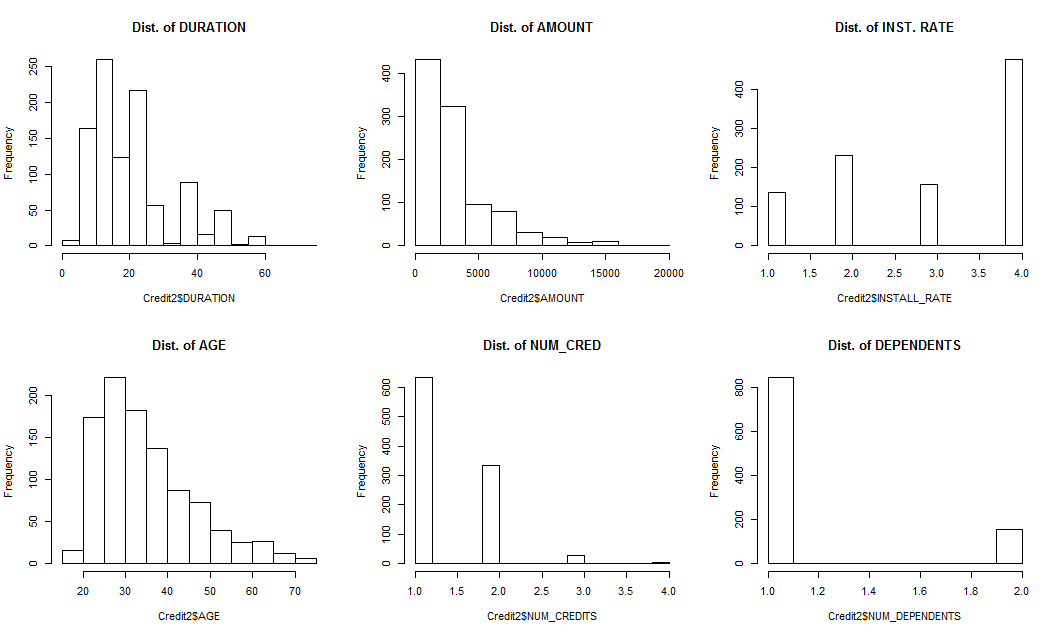 Dist. of DURATION
Frequency
0 50 100 150 200 250
0 20 40 60
Credit2$DURATION
Dist. of AMOUNT
Frequency
0 100 200 300 400
0 5000 10000 15000 20000
Credit2$AMOUNT
Dist. of INST. RATE
Frequency
0 100 200 300 400
1.0 1.5 2.0 2.5 3.0 3.5 4.0
Credit2$INSTALL_RATE
Dist. of AGE
Frequency
0 50 100 150 200
20 30 40 50 60 70
Credit2$AGE
Dist. of NUM_CRED
Frequency
0 100 200 300 400 500 600
1.0 1.5 2.0 2.5 3.0 3.5 4.0
Credit2$NUM_CREDITS
Dist. of DEPENDENTS
Frequency
0 200 400 600 800
1.0 1.2 1.4 1.6 1.8 2.0
Credit2$NUM_DEPENDENTS